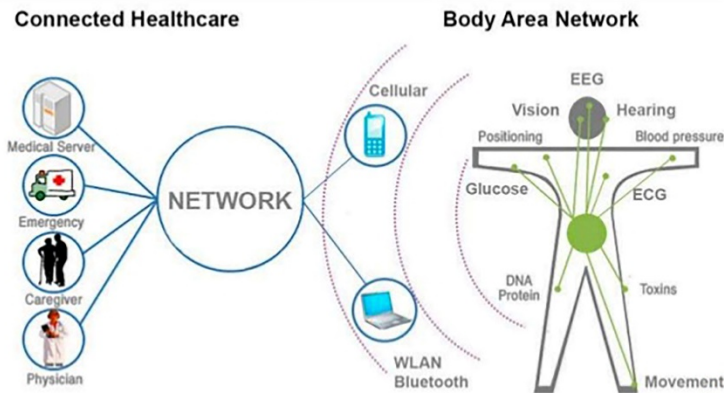 Connected Healthcare
Body Area Network
Medical Server
Emergency
Caregiver
Physician
NETWORK
Cellular
WLAN
Bluetooth
EEG
Vision
Hearing
Positioning
Blood pressure
Glucose
ECG
DNA
Protein
Toxins
Movement